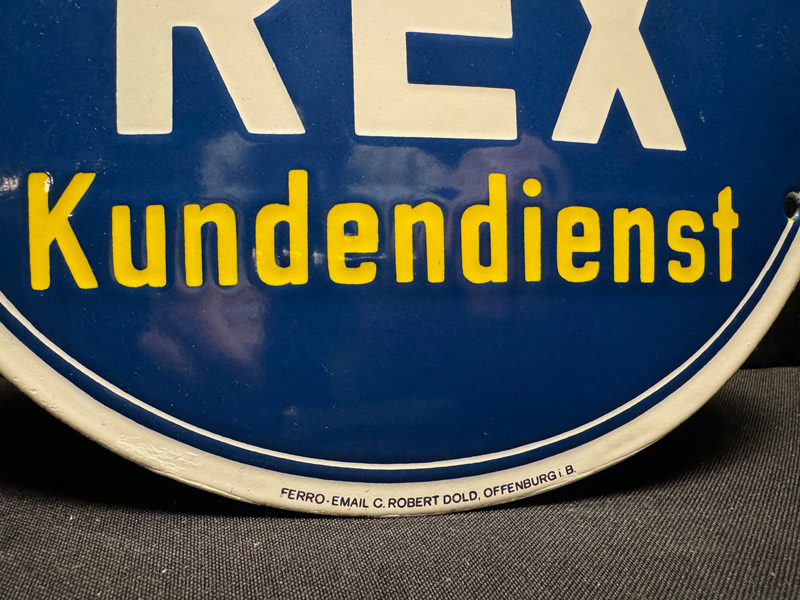 REX
Kundendienst
FERRO-EMAIL C. ROBERT DOLD, OFFENBURG i. B.